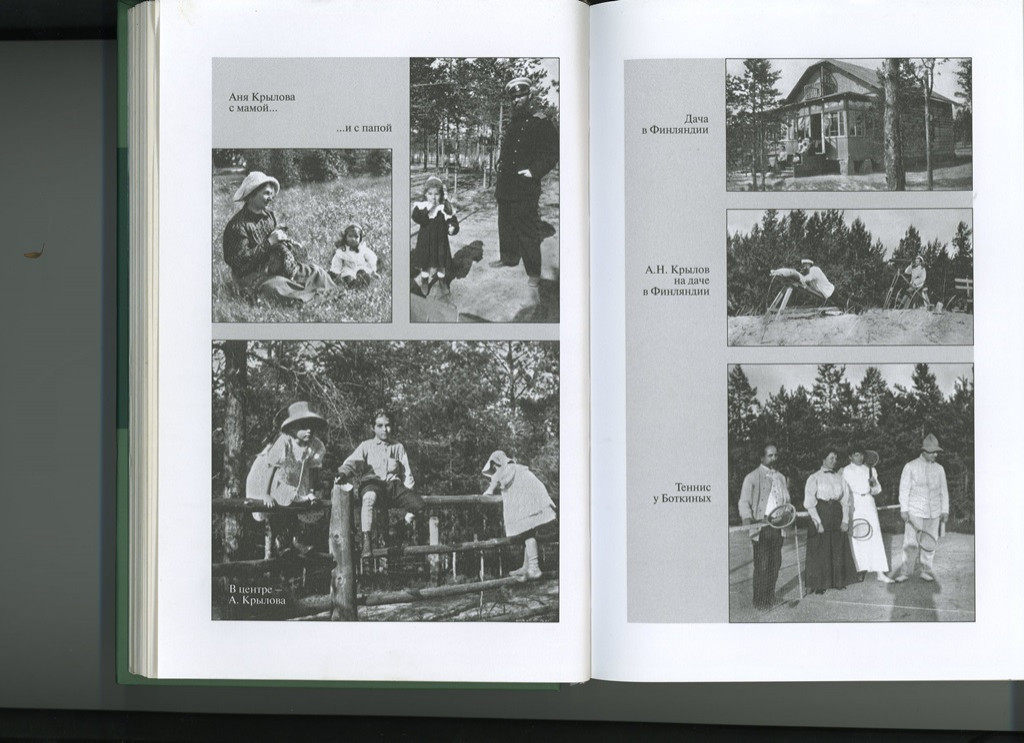 Аня Крылова
с мамой...
...и с папой
В центре –
А. Крылова
Дача
в Финляндии
А.Н. Крылов
на даче
в Финляндии
Теннис
у Боткиных